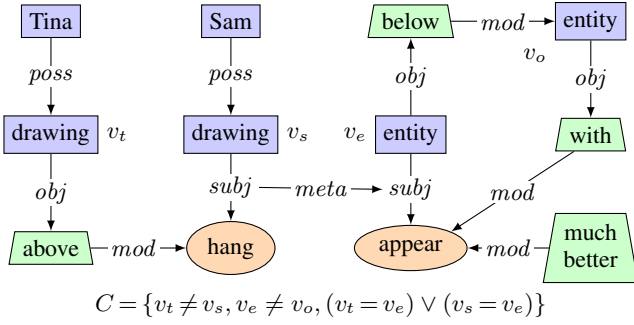 Tina Sam below mod entity
poss poss obj v_o obj
drawing v_t drawing v_s v_e entity with
obj subj meta subj mod
above mod hang appear mod much
better
C = {v_t ≠ v_s, v_e ≠ v_o, (v_t = v_e) ∨ (v_s = v_e)}